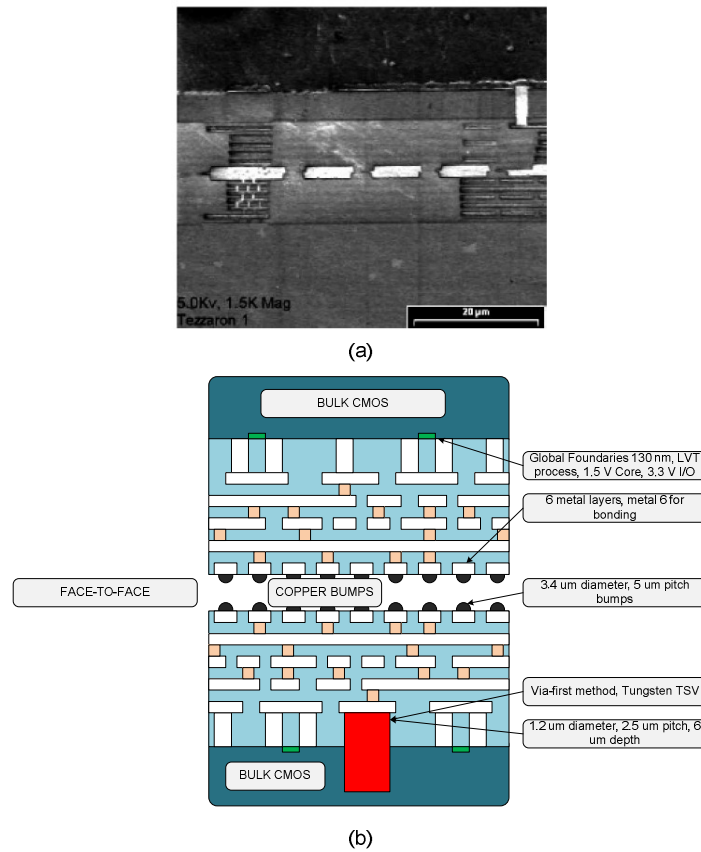 5.0Kv, 1.5K Mag
Tezzaron 1
20 µm
(a)
BULK CMOS
Global Foundaries 130 nm, LVT
process, 1.5 V Core, 3.3 V I/O
6 metal layers, metal 6 for
bonding
FACE-TO-FACE
COPPER BUMPS
3.4 um diameter, 5 um pitch
bumps
Via-first method, Tungsten TSV
1.2 um diameter, 2.5 um pitch, 6
um depth
BULK CMOS
(b)